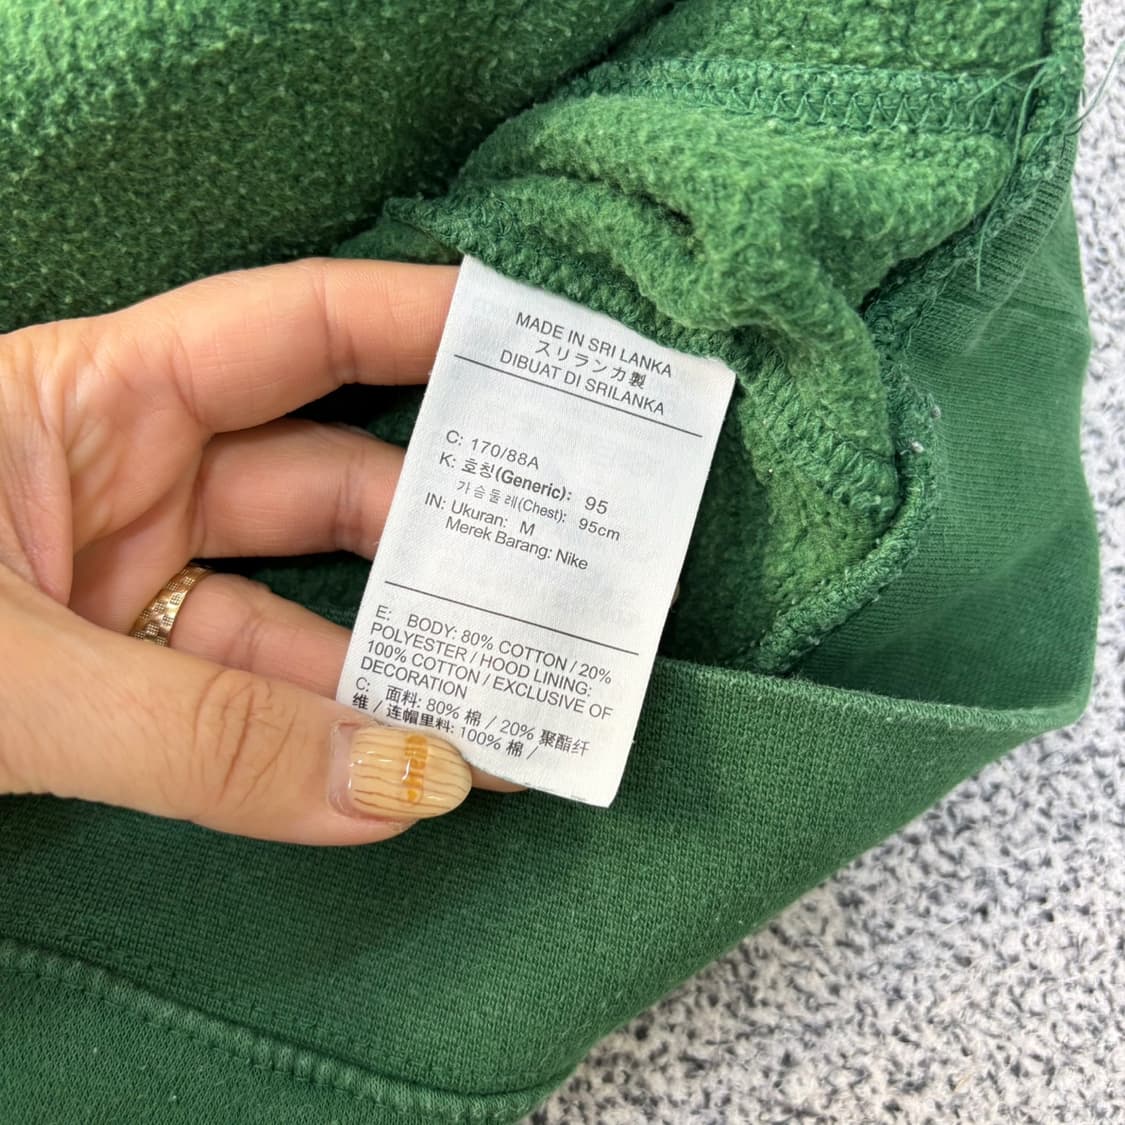 MADE IN SRI LANKA
スリランカ製
DIBUAT DI SRILANKA
C: 170/88A
K: 호칭(Generic): 95
가슴둘레(Chest): 95cm
IN: Ukuran: M
Merek Barang: Nike
E: BODY: 80% COTTON / 20%
POLYESTER / HOOD LINING:
100% COTTON / EXCLUSIVE OF
DECORATION
C: 面料: 80% 棉 / 20% 聚酯纤
维 / 连帽里料: 100% 棉 /